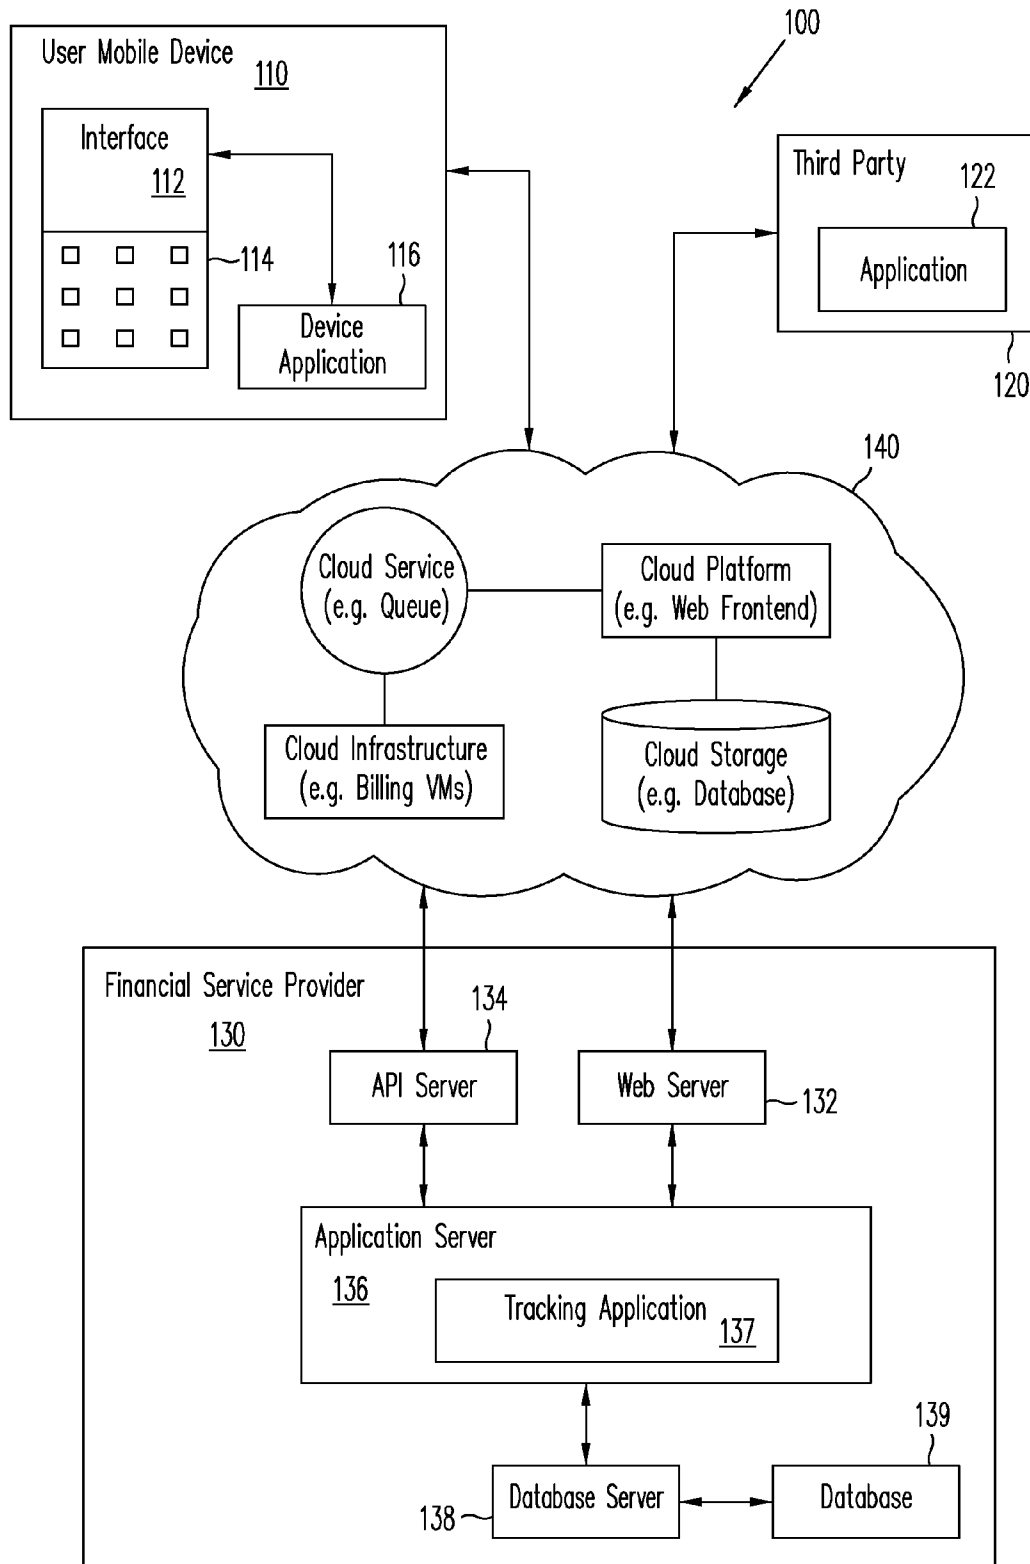 100
User Mobile Device
110
Interface
112
114
116
Device
Application
Third Party
122
Application
120
140
Cloud Service
(e.g. Queue)
Cloud Platform
(e.g. Web Frontend)
Cloud Infrastructure
(e.g. Billing VMs)
Cloud Storage
(e.g. Database)
Financial Service Provider
130
134
API Server
Web Server
132
Application Server
136
Tracking Application
137
139
Database Server
138
Database